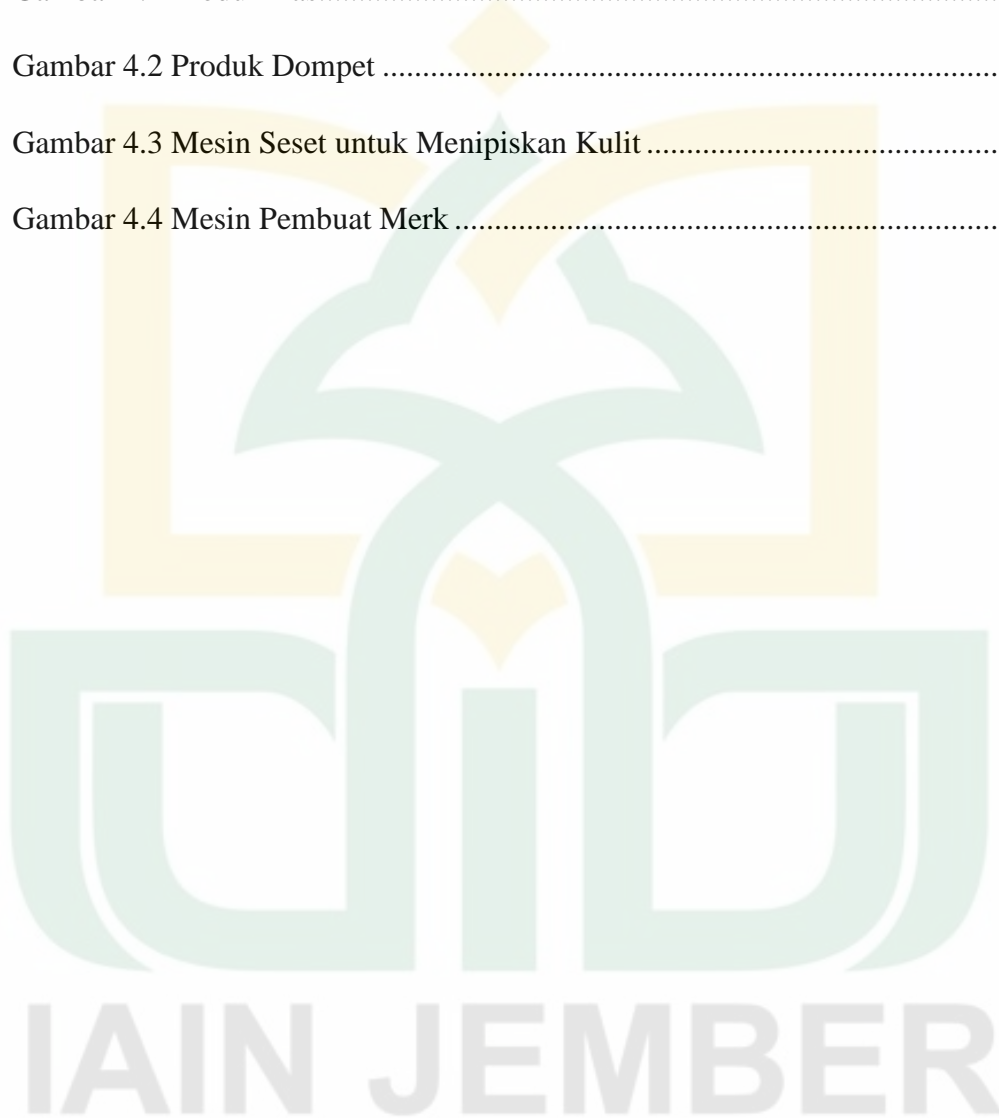 Gambar 4.2 Produk Dompet ..............................................................................
Gambar 4.3 Mesin Seset untuk Menipiskan Kulit ............................................
Gambar 4.4 Mesin Pembuat Merk ....................................................................
IAIN JEMBER